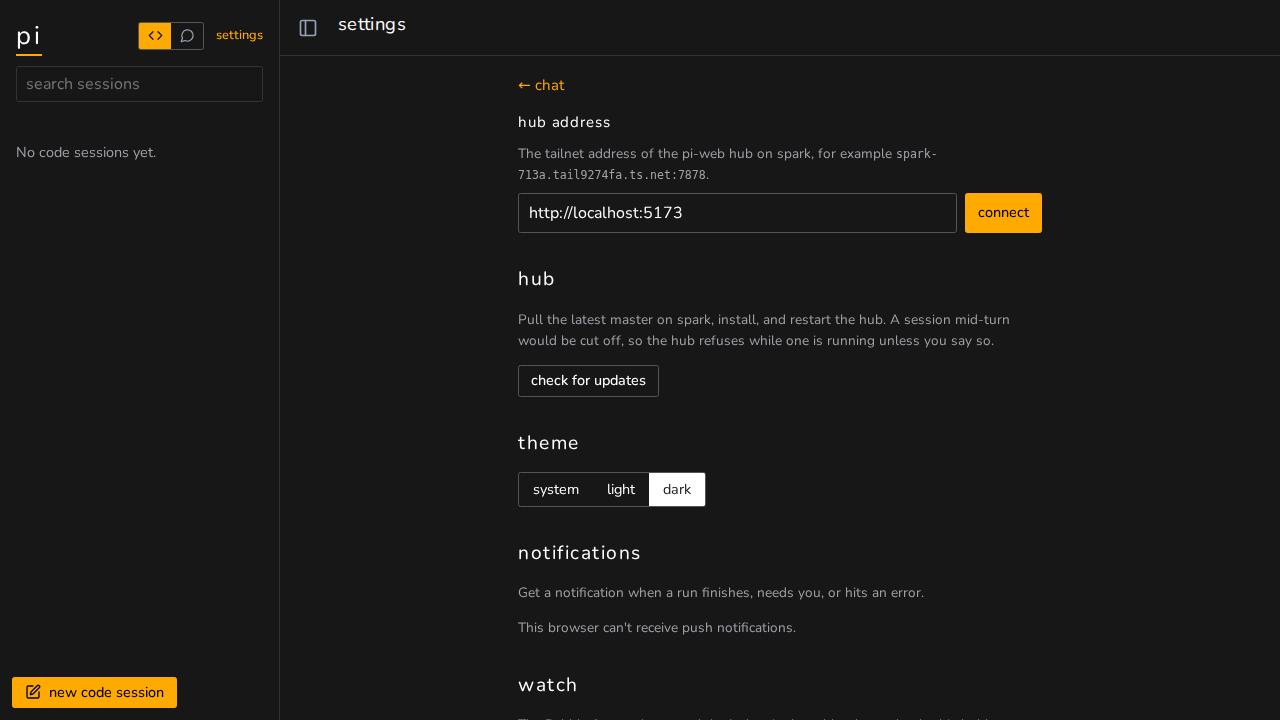 pi
settings
search sessions
No code sessions yet.
new code session
settings
← chat
hub address
The tailnet address of the pi-web hub on spark, for example spark-
713a.tail9274fa.ts.net:7878.
http://localhost:5173
connect
hub
Pull the latest master on spark, install, and restart the hub. A session mid-turn
would be cut off, so the hub refuses while one is running unless you say so.
check for updates
theme
system light dark
notifications
Get a notification when a run finishes, needs you, or hits an error.
This browser can't receive push notifications.
watch